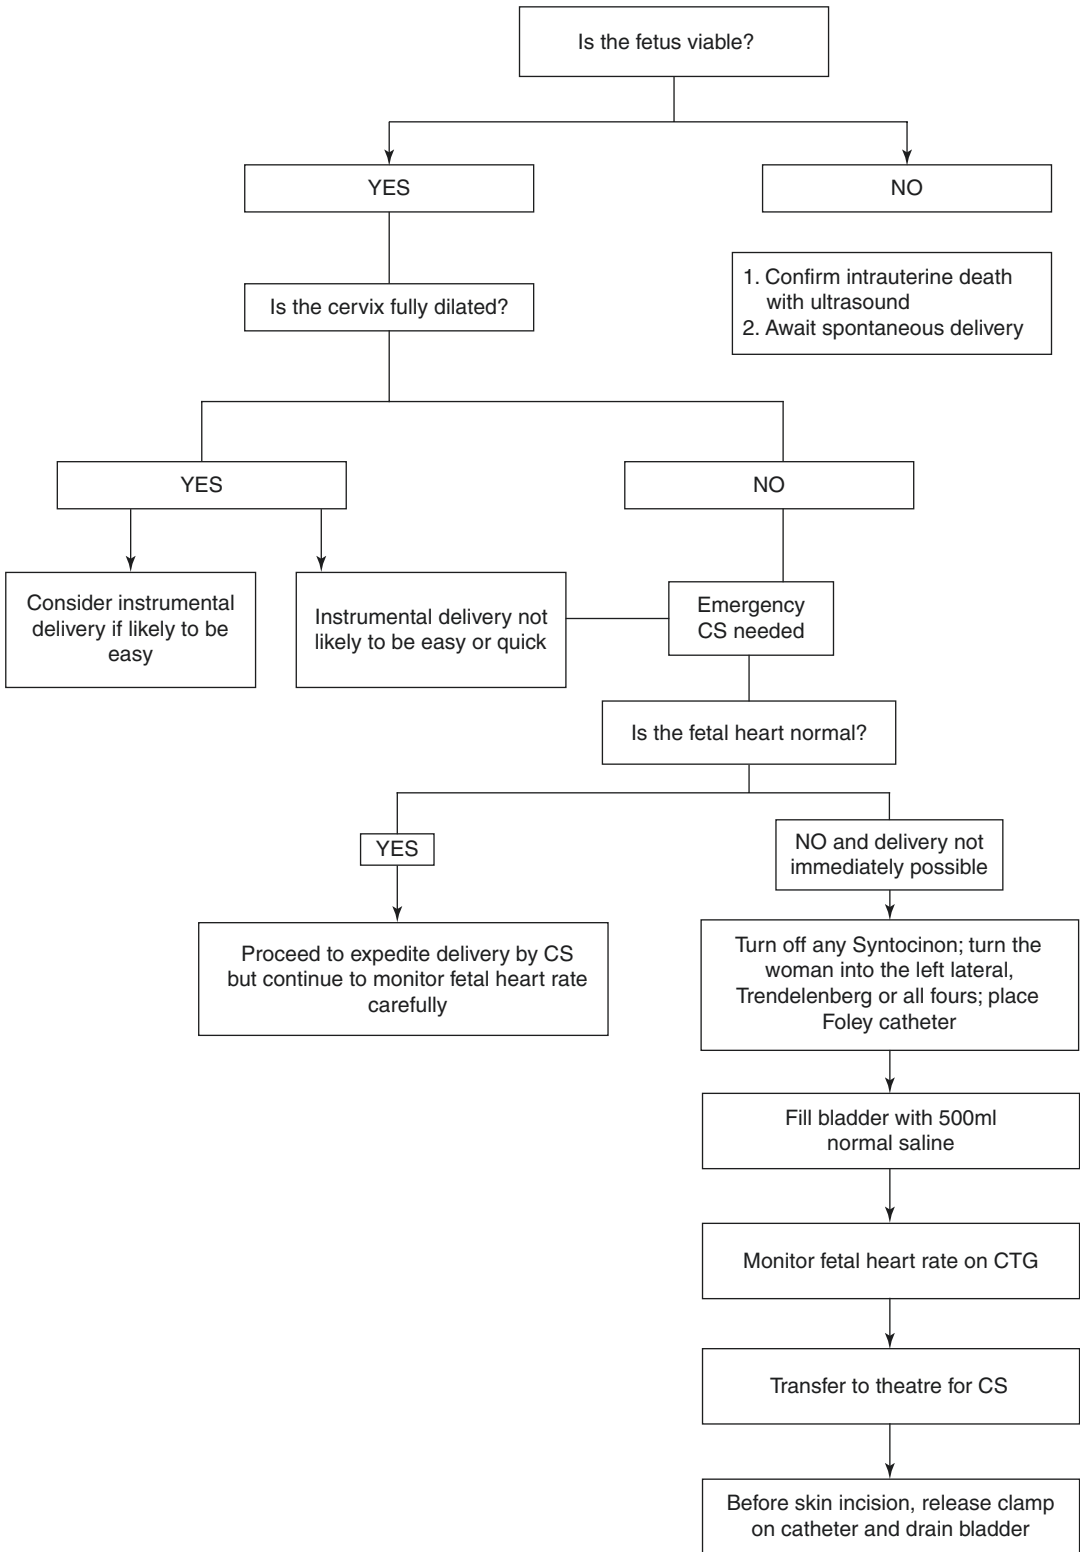 Is the fetus viable?
YES
NO
1. Confirm intrauterine death
with ultrasound
2. Await spontaneous delivery
Is the cervix fully dilated?
YES
NO
Consider instrumental
delivery if likely to be
easy
Instrumental delivery not
likely to be easy or quick
Emergency
CS needed
Is the fetal heart normal?
YES
NO and delivery not
immediately possible
Proceed to expedite delivery by CS
but continue to monitor fetal heart rate
carefully
Turn off any Syntocinon; turn the
woman into the left lateral,
Trendelenberg or all fours; place
Foley catheter
Fill bladder with 500ml
normal saline
Monitor fetal heart rate on CTG
Transfer to theatre for CS
Before skin incision, release clamp
on catheter and drain bladder